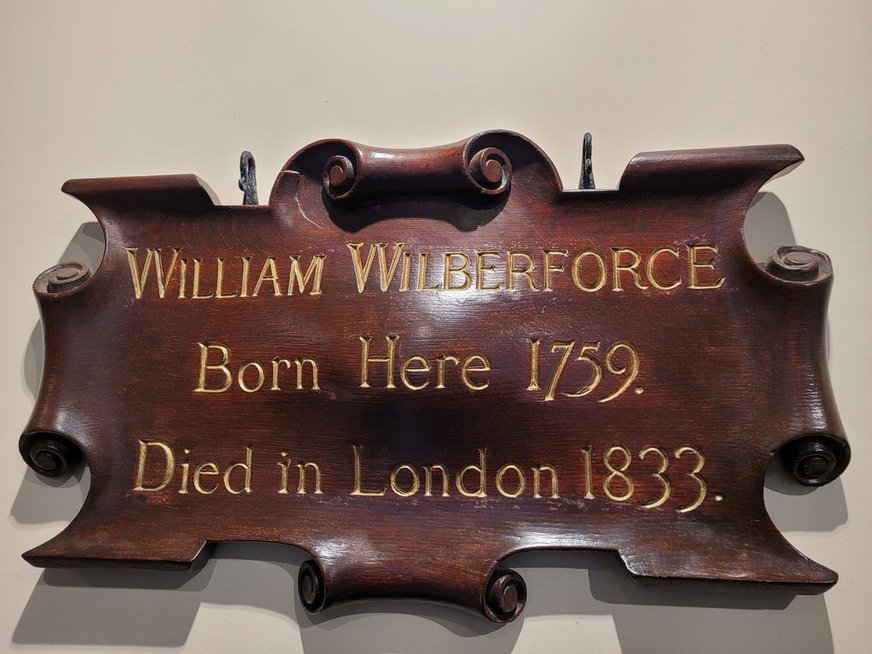 William Wilberforce
Born Here 1759.
Died in London 1833.